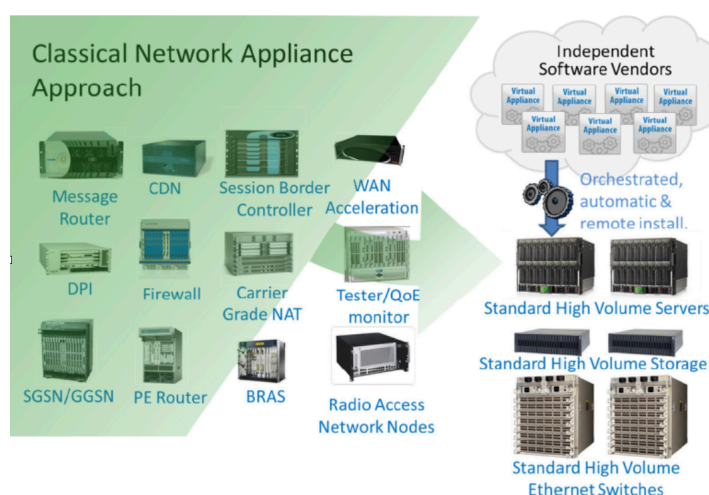 Classical Network Appliance
Approach
Message
Router
CDN
Session Border
Controller
WAN
Acceleration
DPI
Firewall
Carrier
Grade NAT
Tester/QoE
monitor
SGSN/GGSN
PE Router
BRAS
Radio Access
Network Nodes
Independent
Software Vendors
Virtual
Appliance
Virtual
Appliance
Virtual
Appliance
Virtual
Appliance
Virtual
Appliance
Virtual
Appliance
Virtual
Appliance
Orchestrated,
automatic &
remote install.
Standard High Volume Servers
Standard High Volume Storage
Standard High Volume
Ethernet Switches